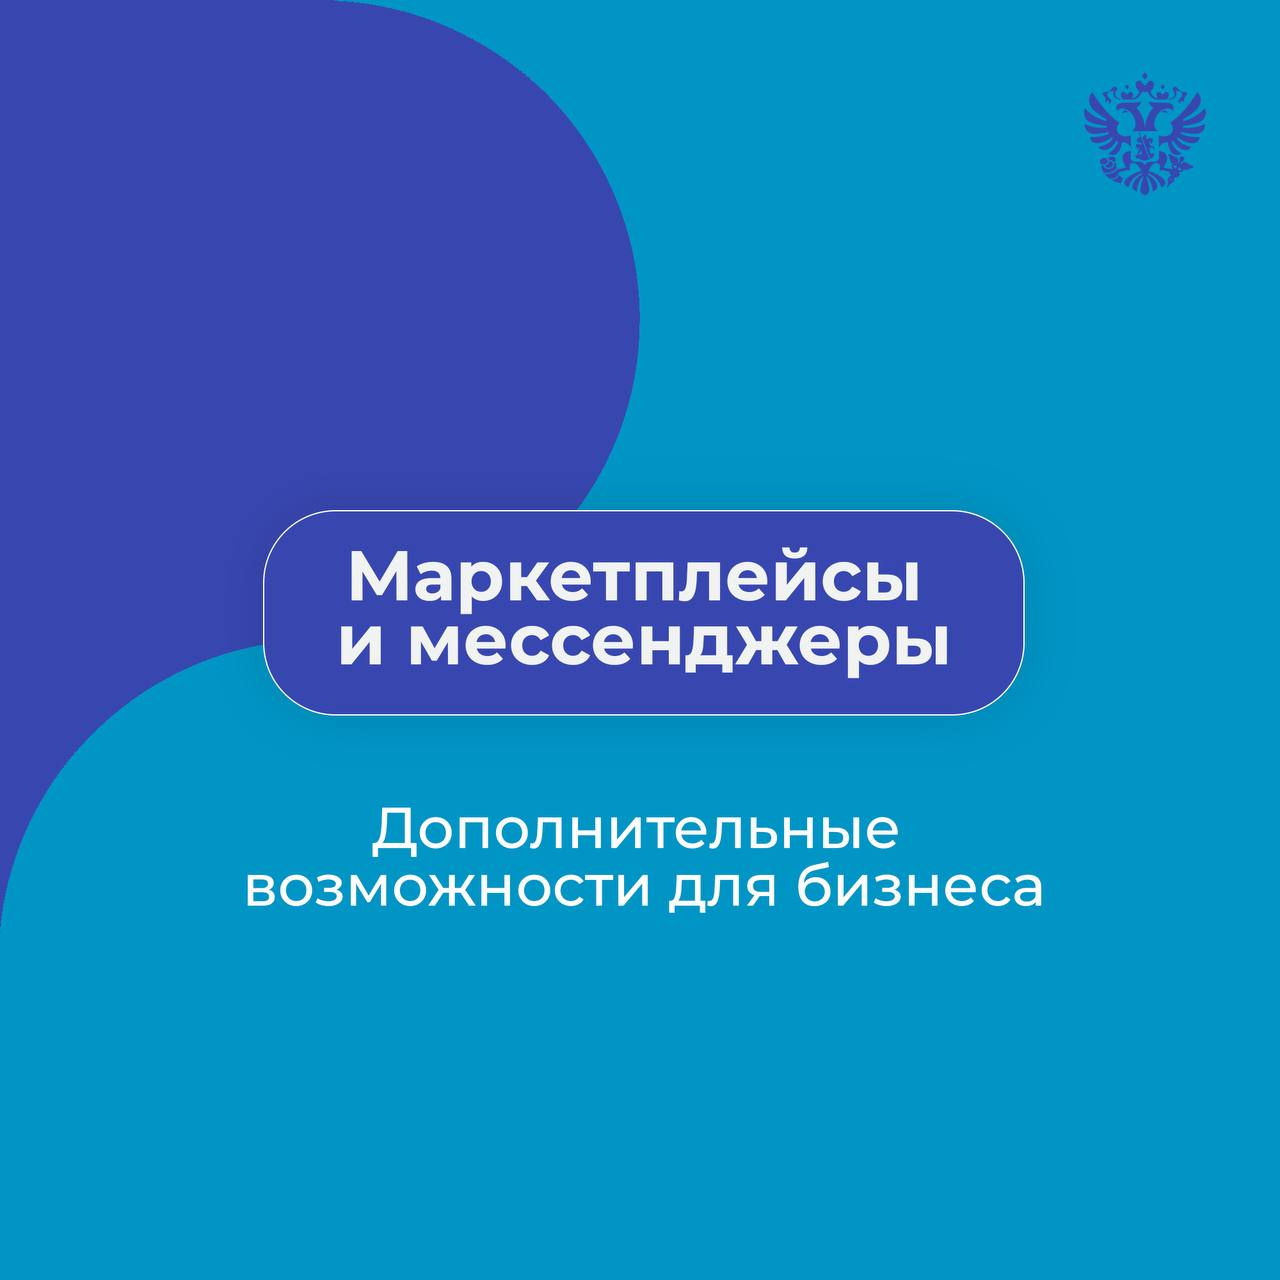 Маркетплейсы
и мессенджеры
Дополнительные
возможности для бизнеса